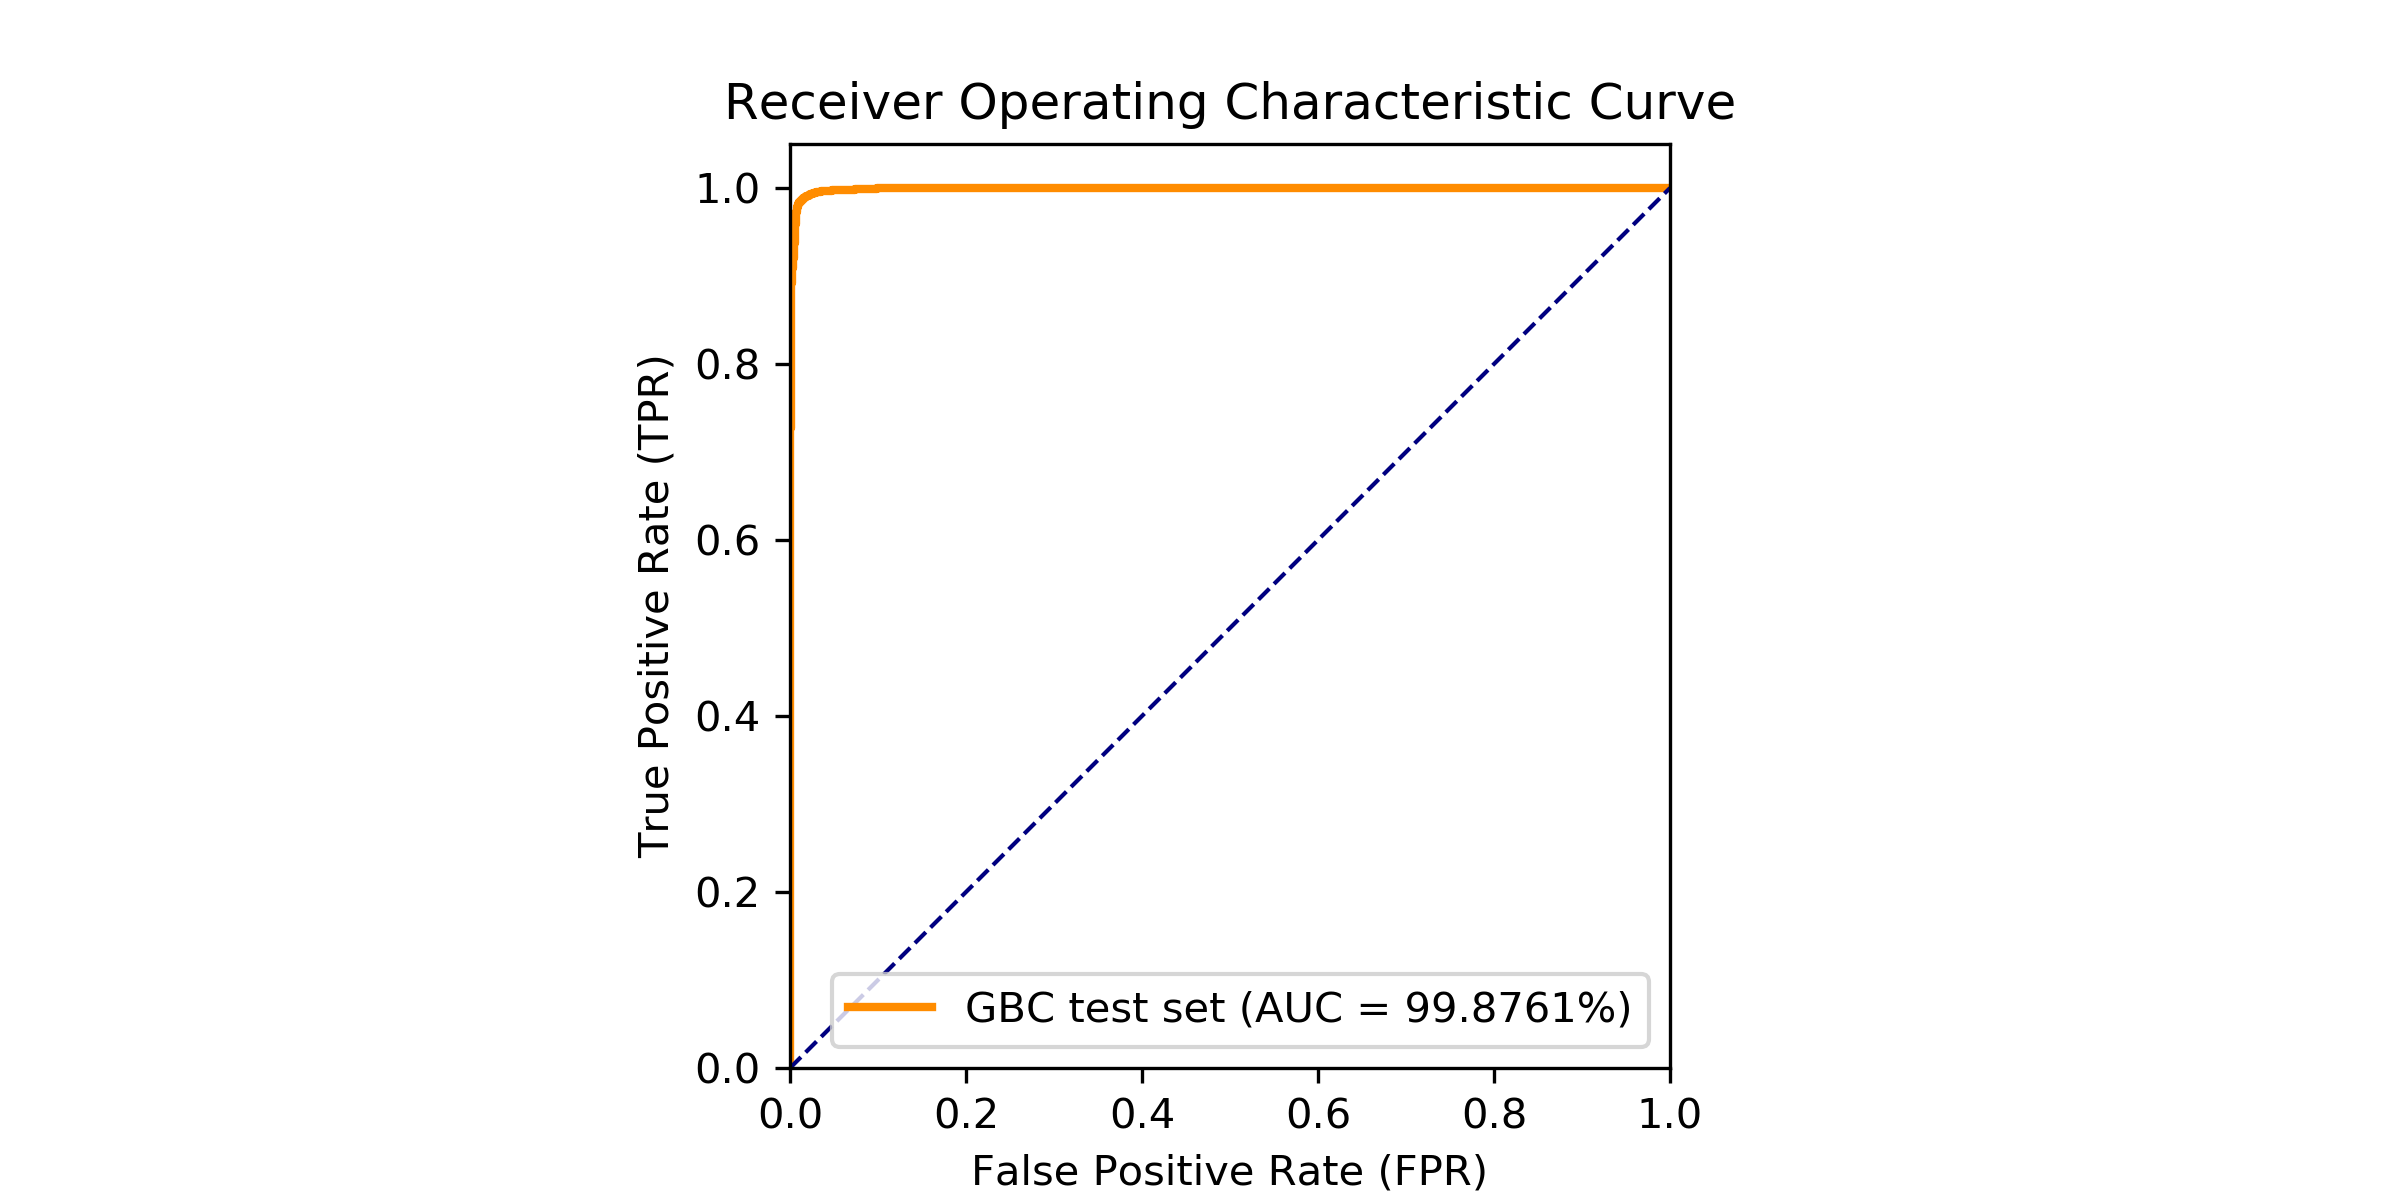 Receiver Operating Characteristic Curve
1.0
0.8
0.6
0.4
0.2
0.0
True Positive Rate (TPR)
GBC test set (AUC = 99.8761%)
0.0 0.2 0.4 0.6 0.8 1.0
False Positive Rate (FPR)